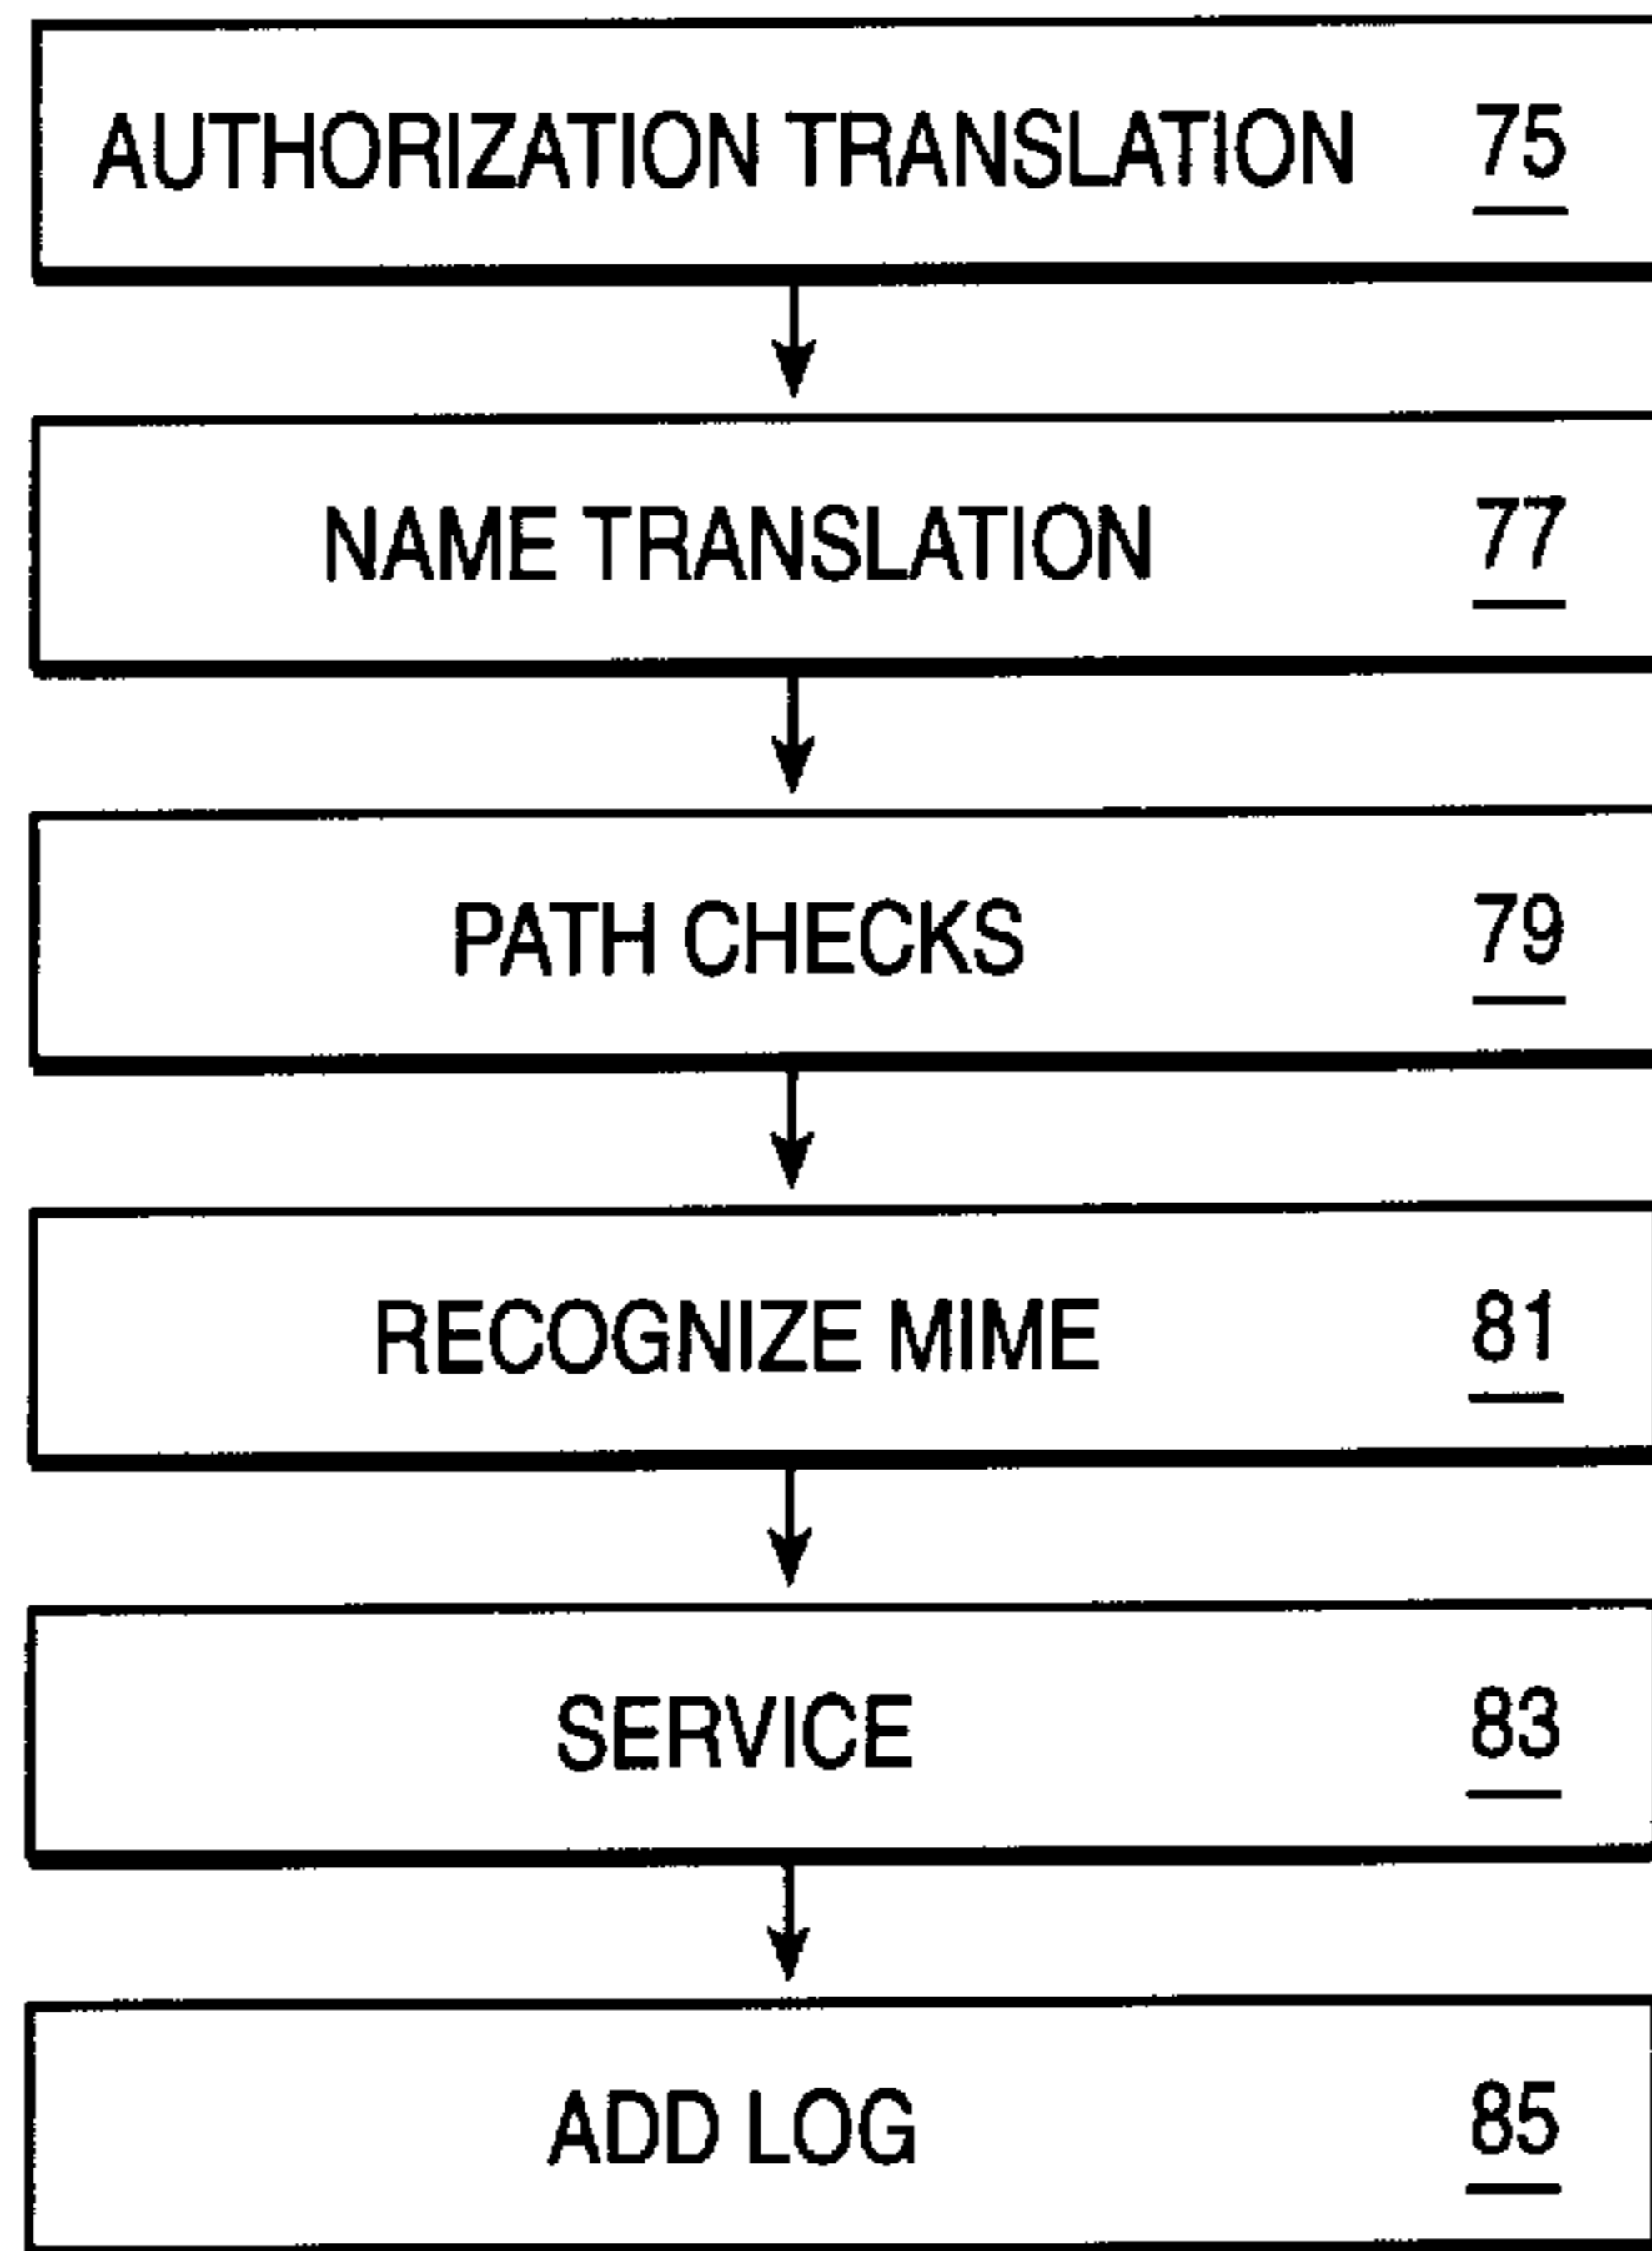 AUTHORIZATION TRANSLATION 75
NAME TRANSLATION 77
PATH CHECKS 79
RECOGNIZE MIME 81
SERVICE 83
ADD LOG 85